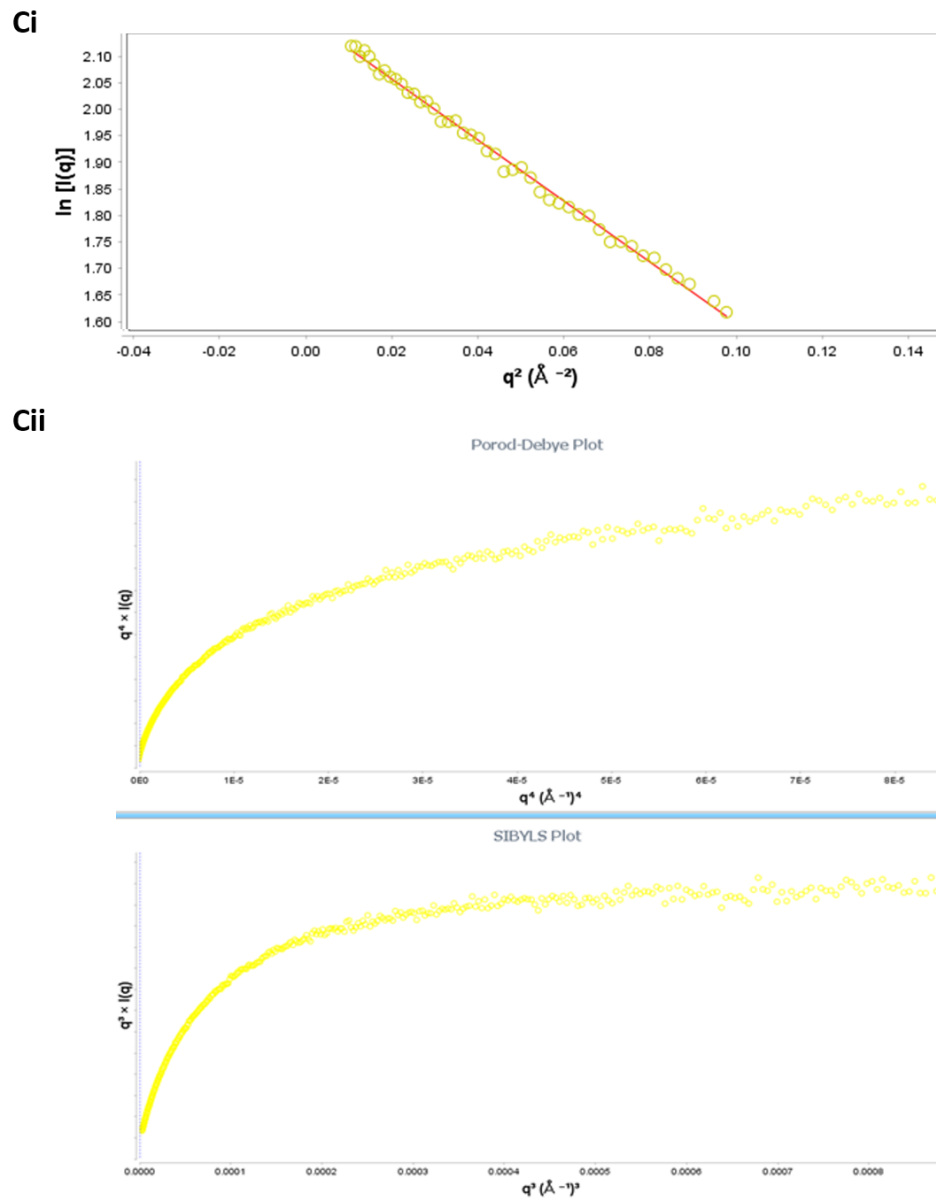 Ci
2.10
2.05
2.00
1.95
1.90
1.85
1.80
1.75
1.70
1.65
1.60
ln [I(q)]
-0.04 -0.02 0.00 0.02 0.04 0.06 0.08 0.10 0.12 0.14
q² (Å ⁻²)
Cii
Porod-Debye Plot
q⁴ × I(q)
0E0 1E-5 2E-5 3E-5 4E-5 5E-5 6E-5 7E-5 8E-5
q⁴ (Å ⁻¹)⁴
SIBYLS Plot
q³ × I(q)
0.0000 0.0001 0.0002 0.0003 0.0004 0.0005 0.0006 0.0007 0.0008
q³ (Å ⁻¹)³